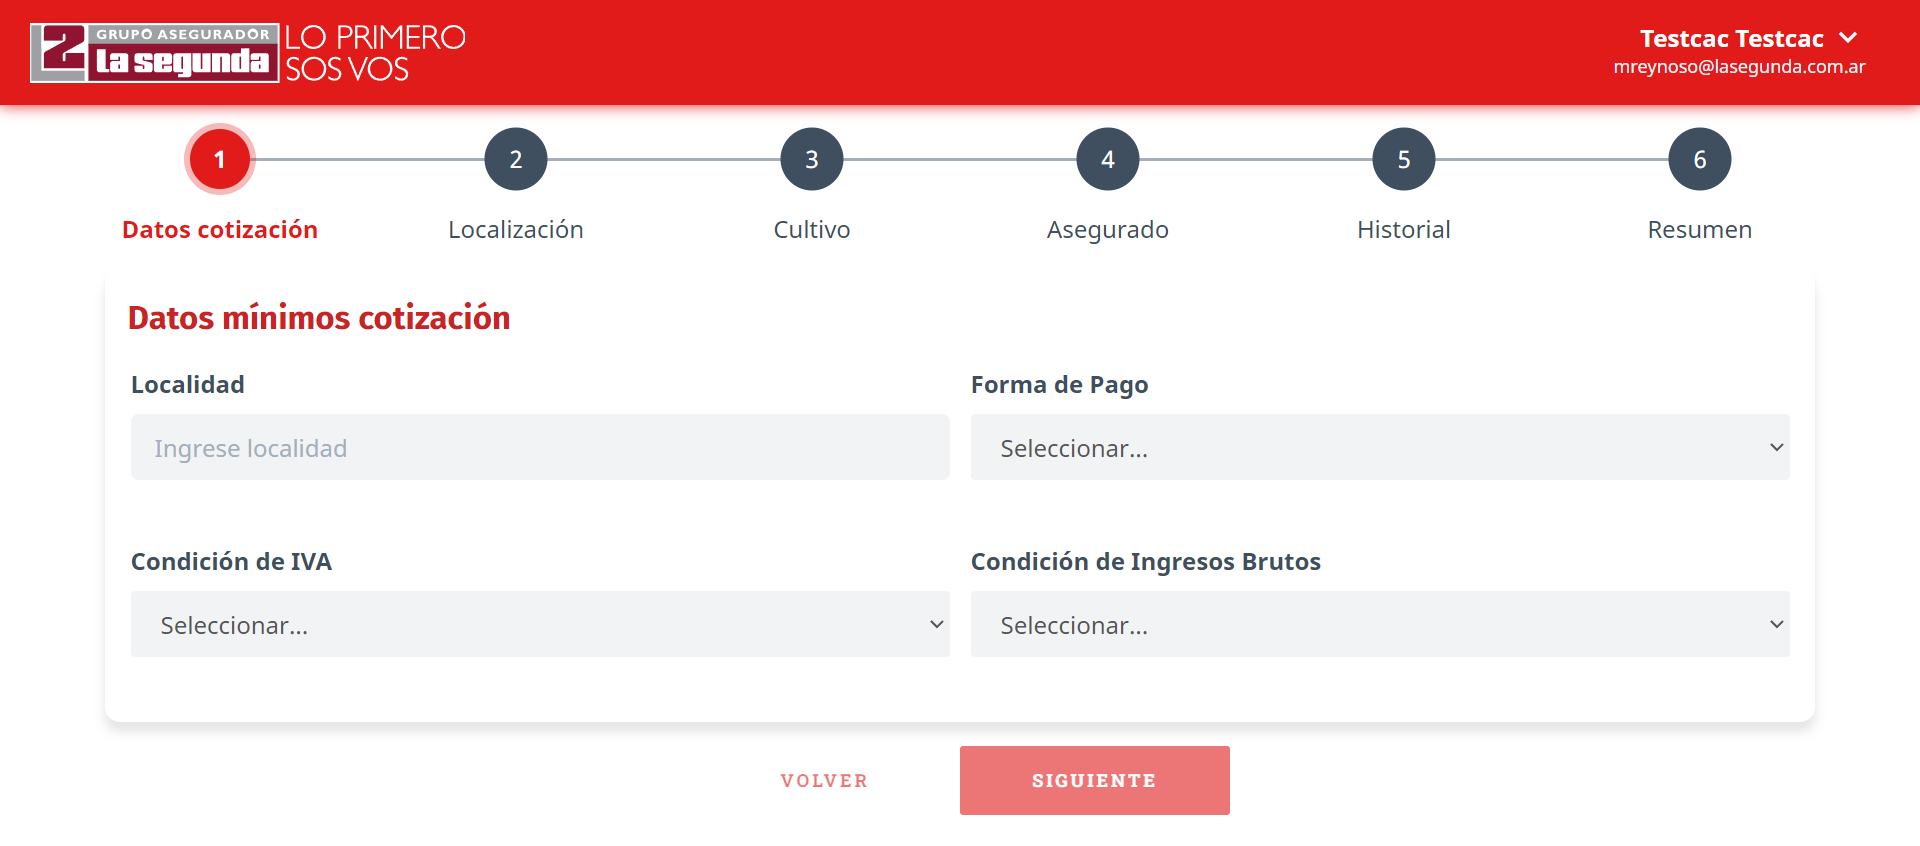 2 GRUPO ASEGURADOR
La segunda
LO PRIMERO
SOS VOS
Testcac Testcac
mreynoso@lasegunda.com.ar
1 2 3 4 5 6
Datos cotización Localización Cultivo Asegurado Historial Resumen
Datos mínimos cotización
Localidad Forma de Pago
Ingrese localidad Seleccionar...
Condición de IVA Condición de Ingresos Brutos
Seleccionar... Seleccionar...
VOLVER SIGUIENTE